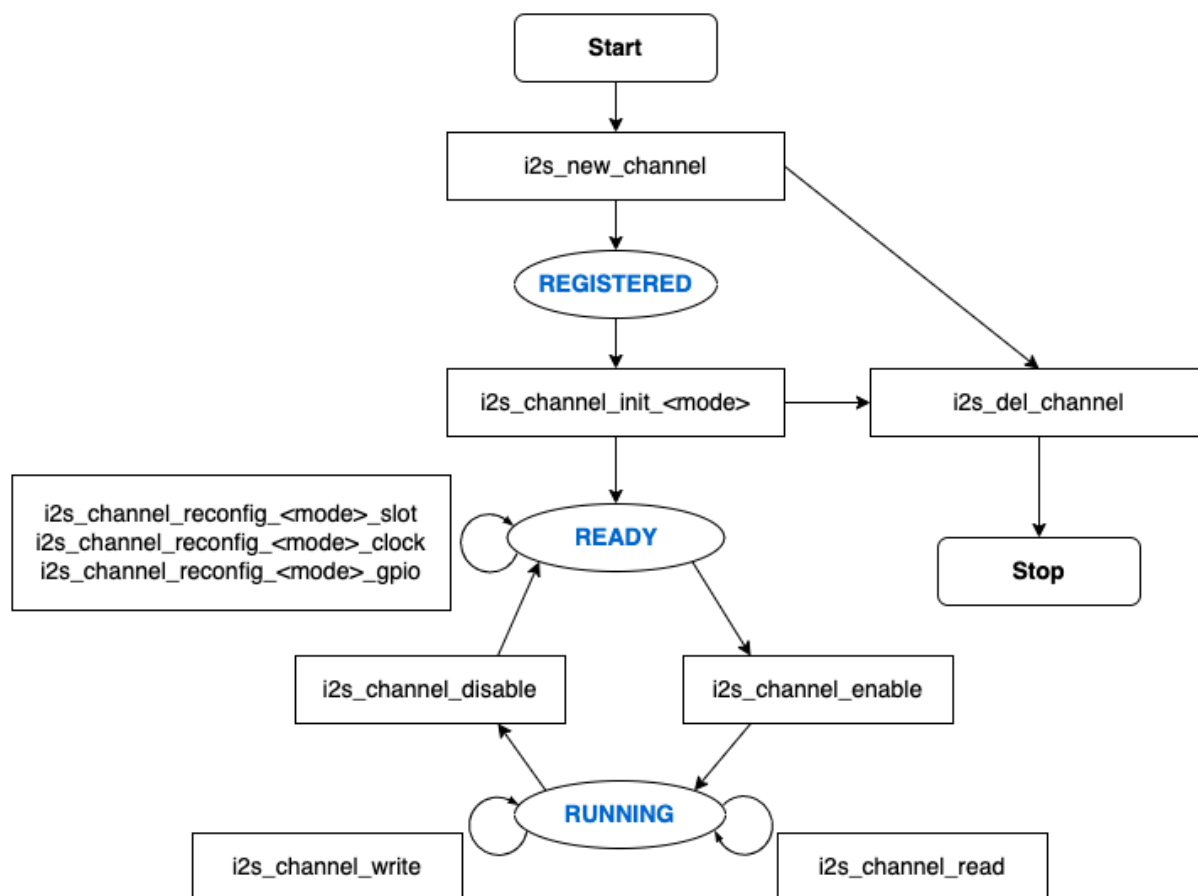 Start
i2s_new_channel
REGISTERED
i2s_channel_init_<mode>
i2s_del_channel
i2s_channel_reconfig_<mode>_slot
i2s_channel_reconfig_<mode>_clock
i2s_channel_reconfig_<mode>_gpio
READY
Stop
i2s_channel_disable
i2s_channel_enable
RUNNING
i2s_channel_write
i2s_channel_read